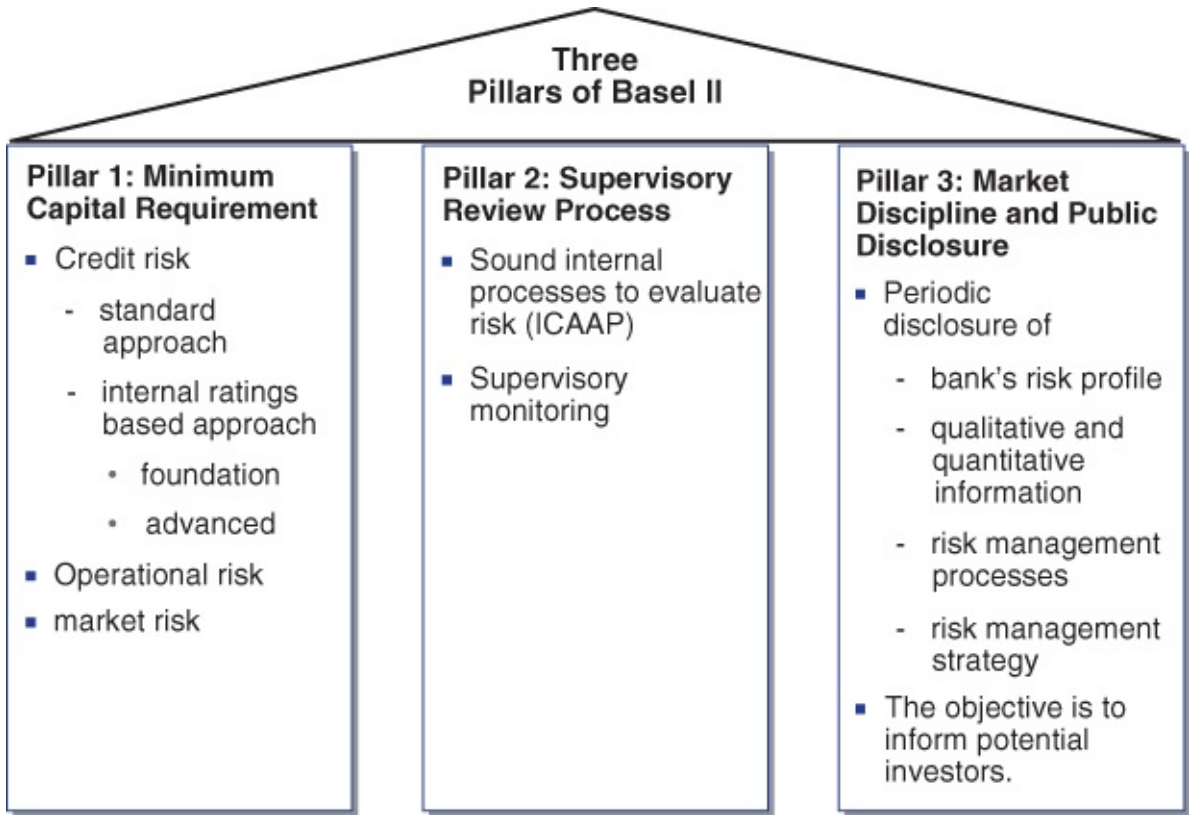 Three
Pillars of Basel II
Pillar 1: Minimum
Capital Requirement
▪ Credit risk
- standard
approach
- internal ratings
based approach
• foundation
• advanced
▪ Operational risk
▪ market risk
Pillar 2: Supervisory
Review Process
▪ Sound internal
processes to evaluate
risk (ICAAP)
▪ Supervisory
monitoring
Pillar 3: Market
Discipline and Public
Disclosure
▪ Periodic
disclosure of
- bank's risk profile
- qualitative and
quantitative
information
- risk management
processes
- risk management
strategy
▪ The objective is to
inform potential
investors.